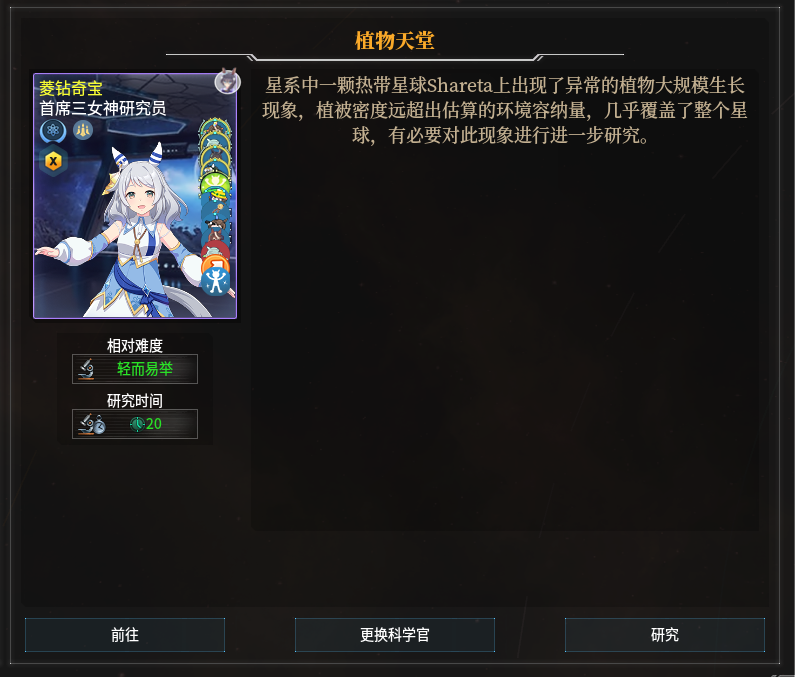 植物天堂
菱钻奇宝
首席三女神研究员
X
星系中一颗热带星球Shareta上出现了异常的植物大规模生长
现象，植被密度远超出估算的环境容纳量，几乎覆盖了整个星
球，有必要对此现象进行进一步研究。
相对难度
轻而易举
研究时间
20
前往
更换科学官
研究